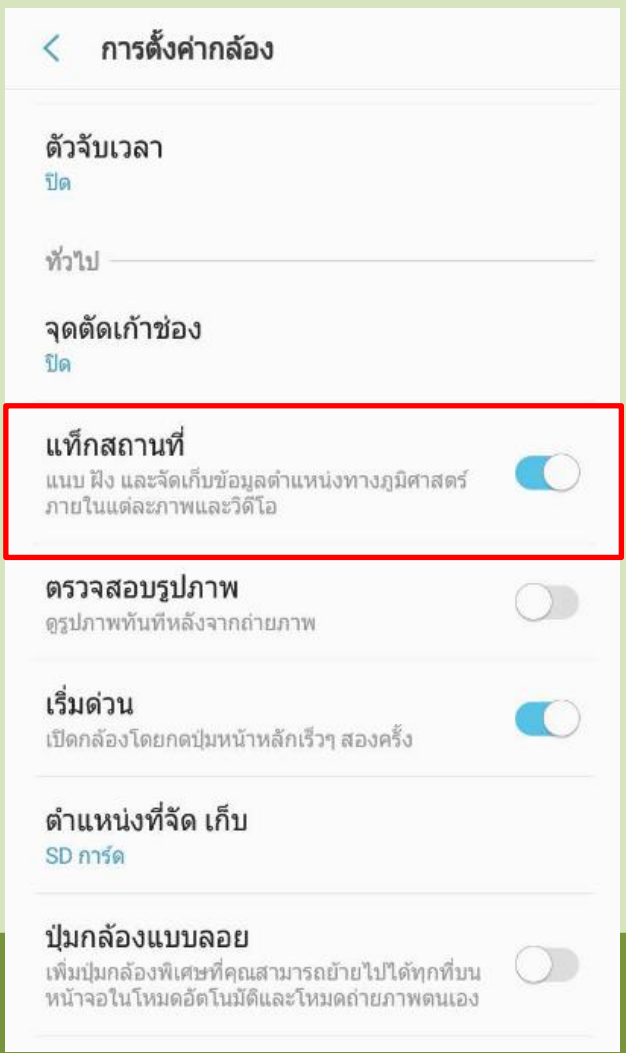 การตั้งค่ากล้อง
ตัวจับเวลา
ปิด
ทั่วไป
จุดตัดเก้าช่อง
ปิด
แท็กสถานที่
แนบ ฝัง และจัดเก็บข้อมูลตำแหน่งทางภูมิศาสตร์
ภายในแต่ละภาพและวิดีโอ
ตรวจสอบรูปภาพ
ดูรูปภาพทันทีหลังจากถ่ายภาพ
เริ่มด่วน
เปิดกล้องโดยกดปุ่มหน้าหลักเร็วๆ สองครั้ง
ตำแหน่งที่จัด เก็บ
SD การ์ด
ปุ่มกล้องแบบลอย
เพิ่มปุ่มกล้องพิเศษที่คุณสามารถย้ายไปได้ทุกที่บน
หน้าจอในโหมดอัตโนมัติและโหมดถ่ายภาพตนเอง